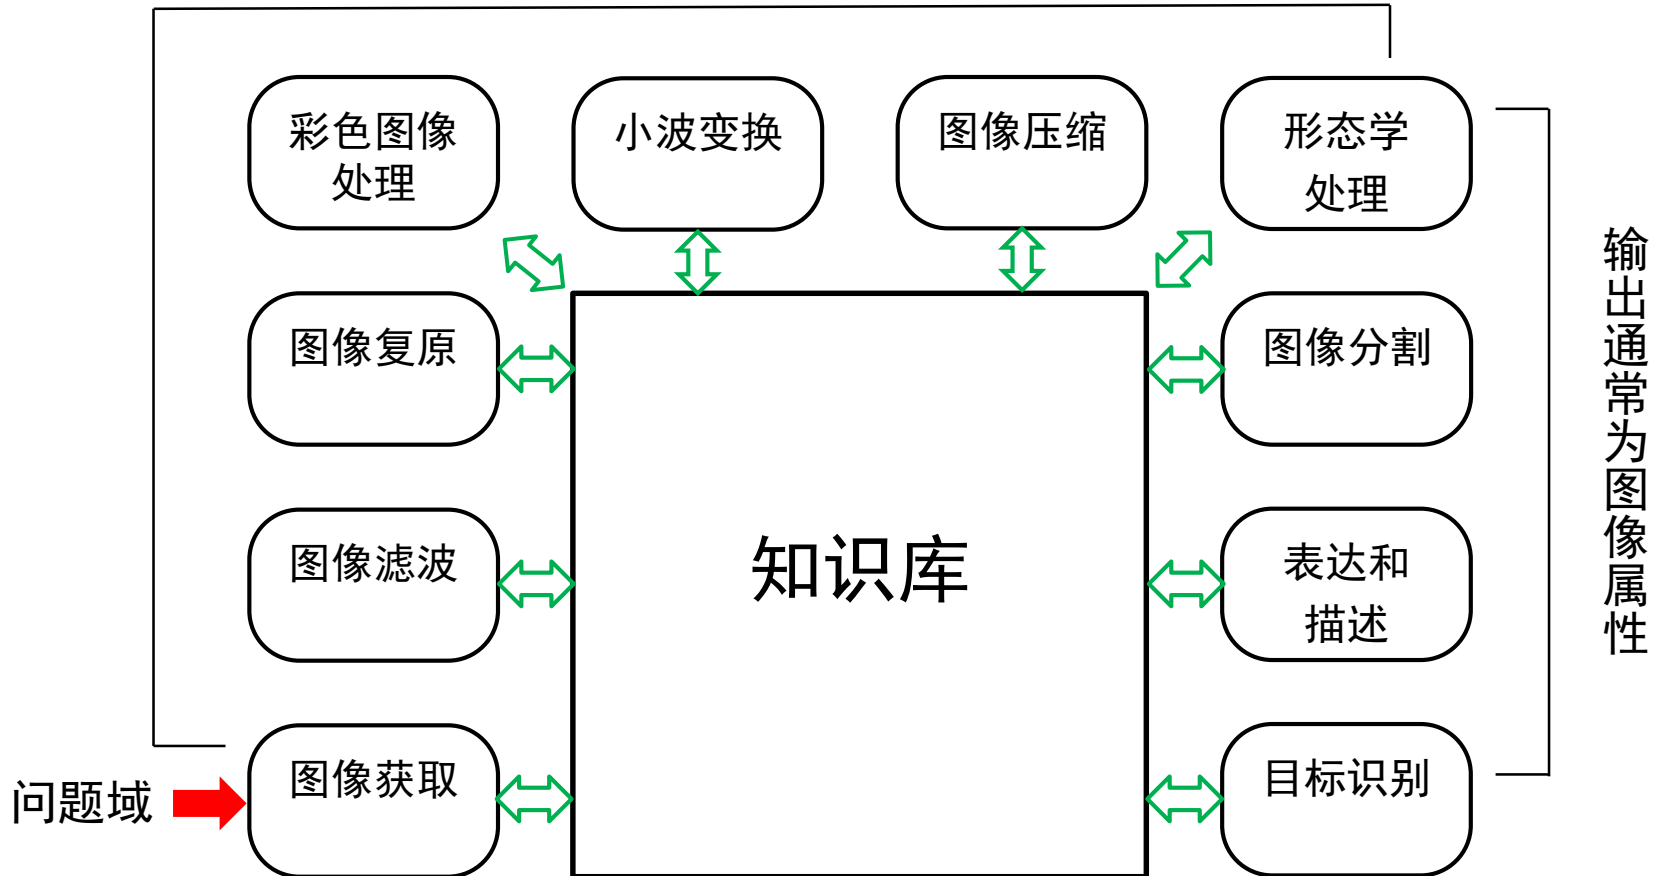 彩色图像
处理
小波变换
图像压缩
形态学
处理
图像复原
图像分割
图像滤波
知识库
表达和
描述
问题域
图像获取
目标识别
输出通常为图像属性